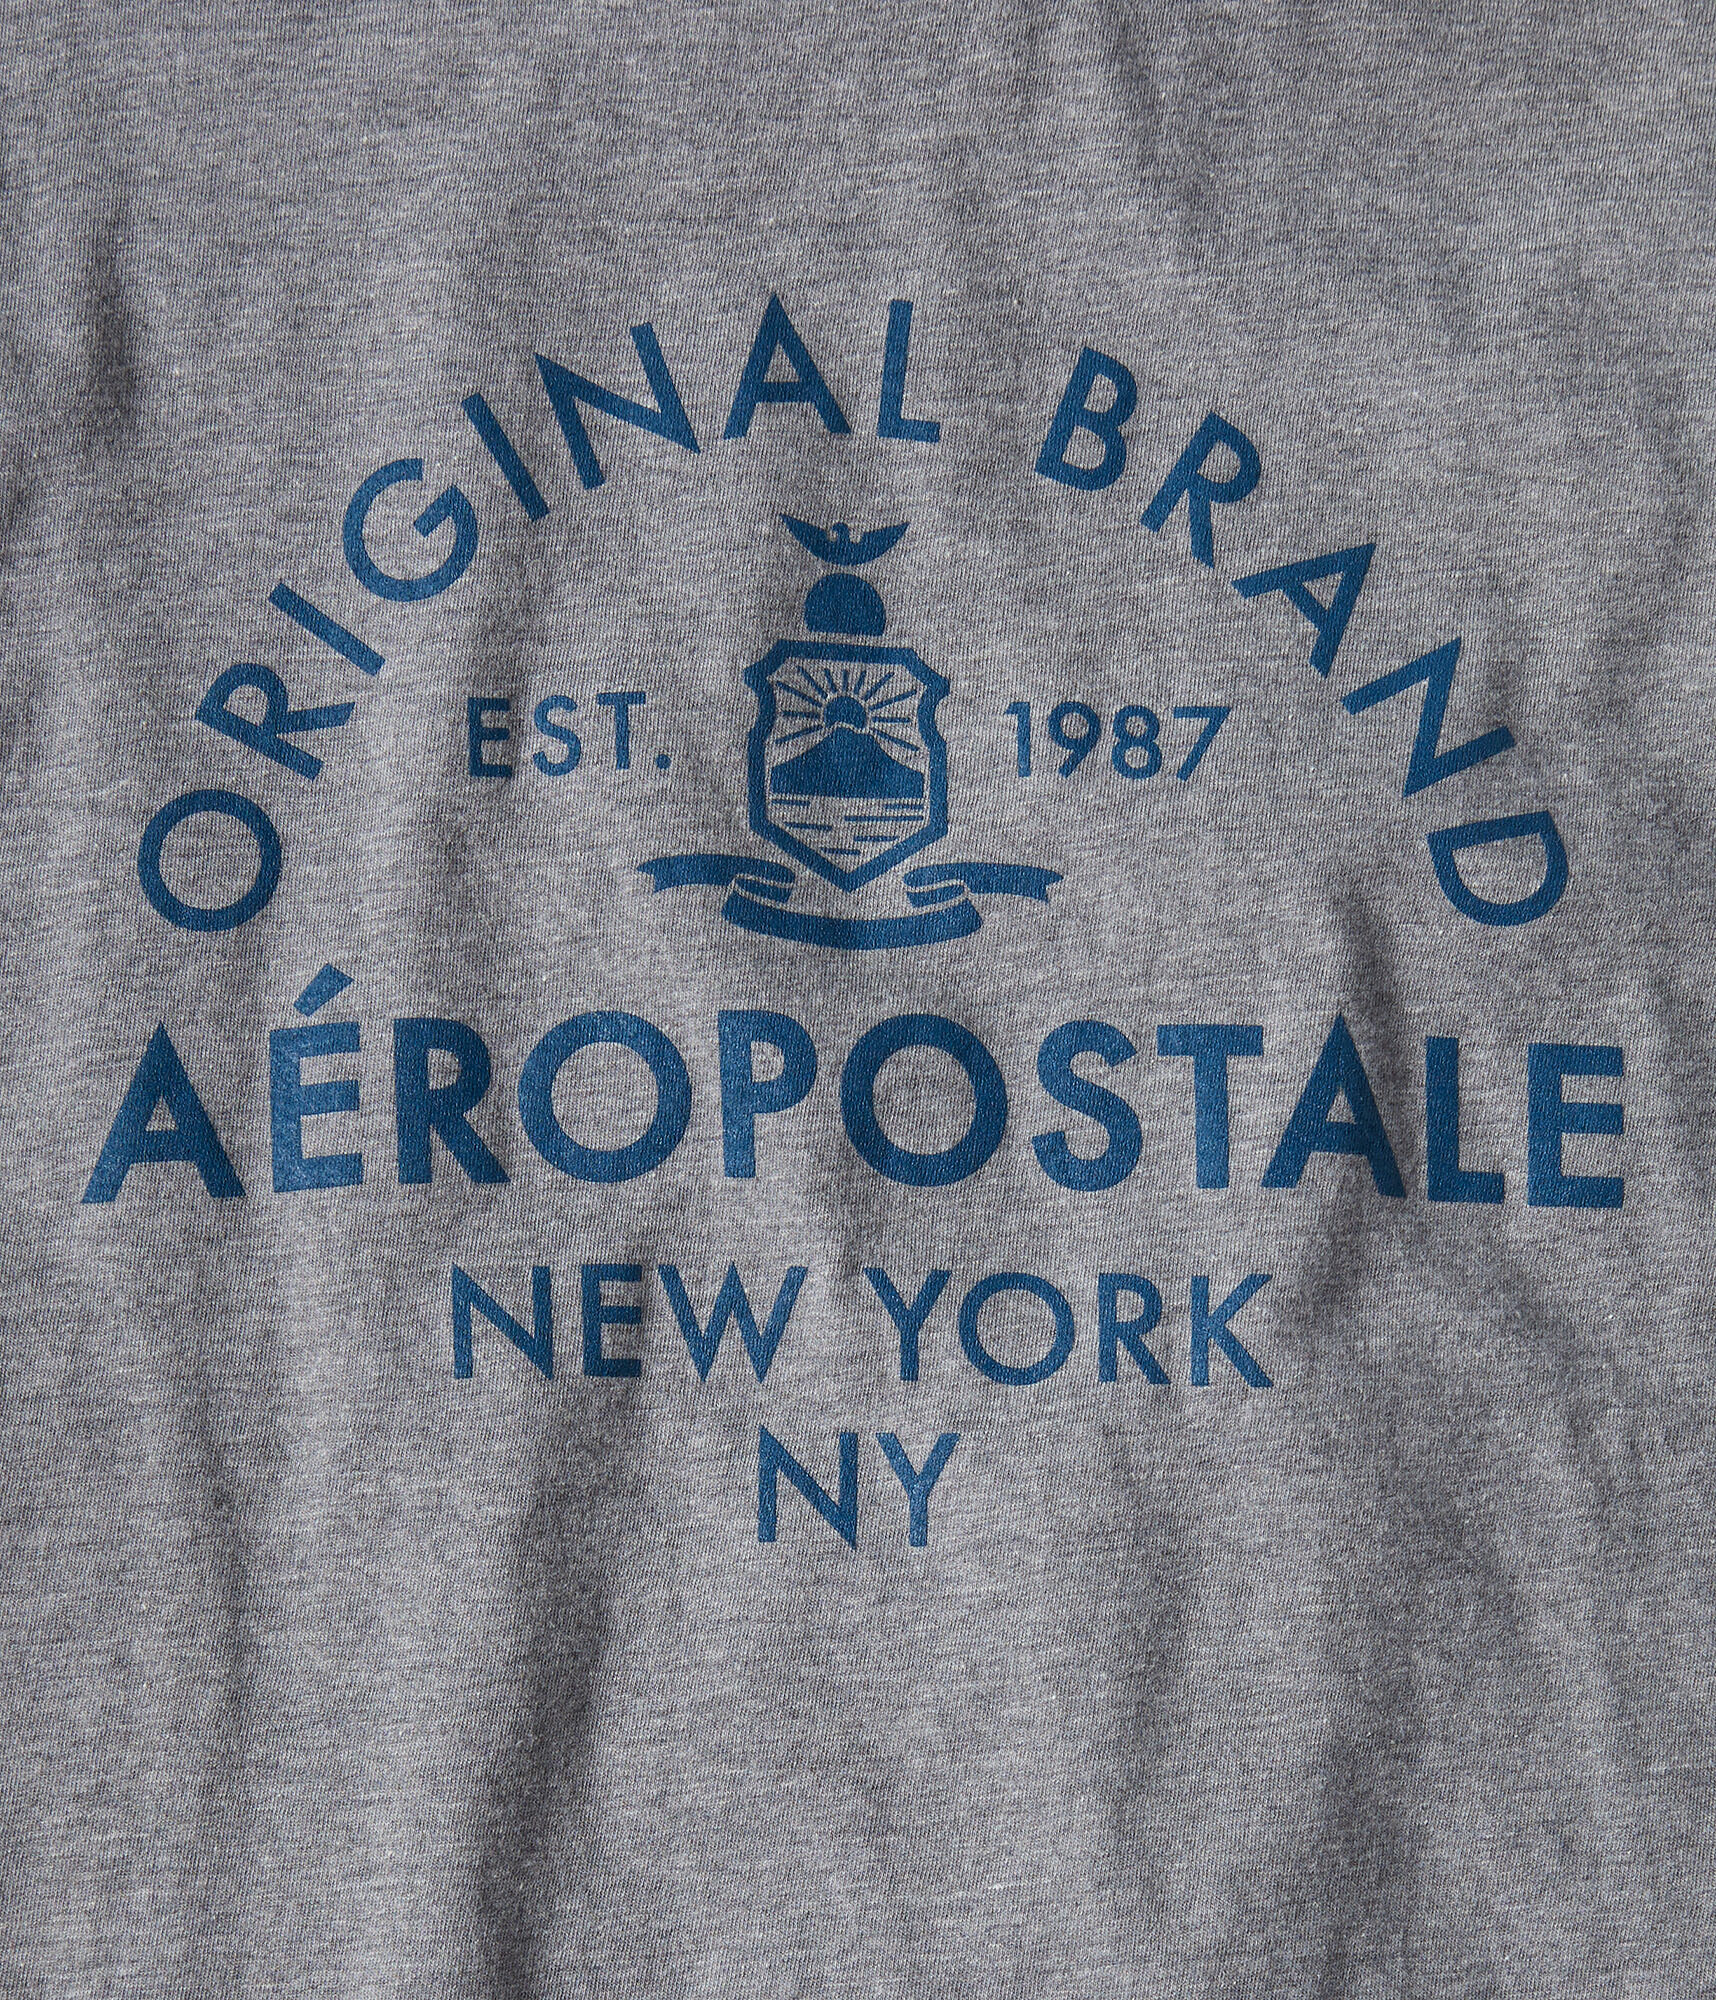 ORIGINAL BRAND
EST. 1987
AÉROPOSTALE
NEW YORK
NY